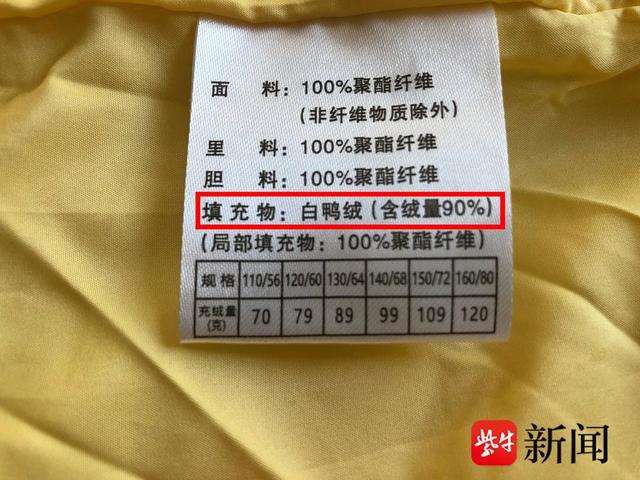 面 料：100%聚酯纤维
（非纤维物质除外）
里 料：100%聚酯纤维
胆 料：100%聚酯纤维
填充物：白鸭绒（含绒量90%）
（局部填充物：100%聚酯纤维）
规格 110/56 120/60 130/64 140/68 150/72 160/80
充绒量(克) 70 79 89 99 109 120
紫牛 新闻